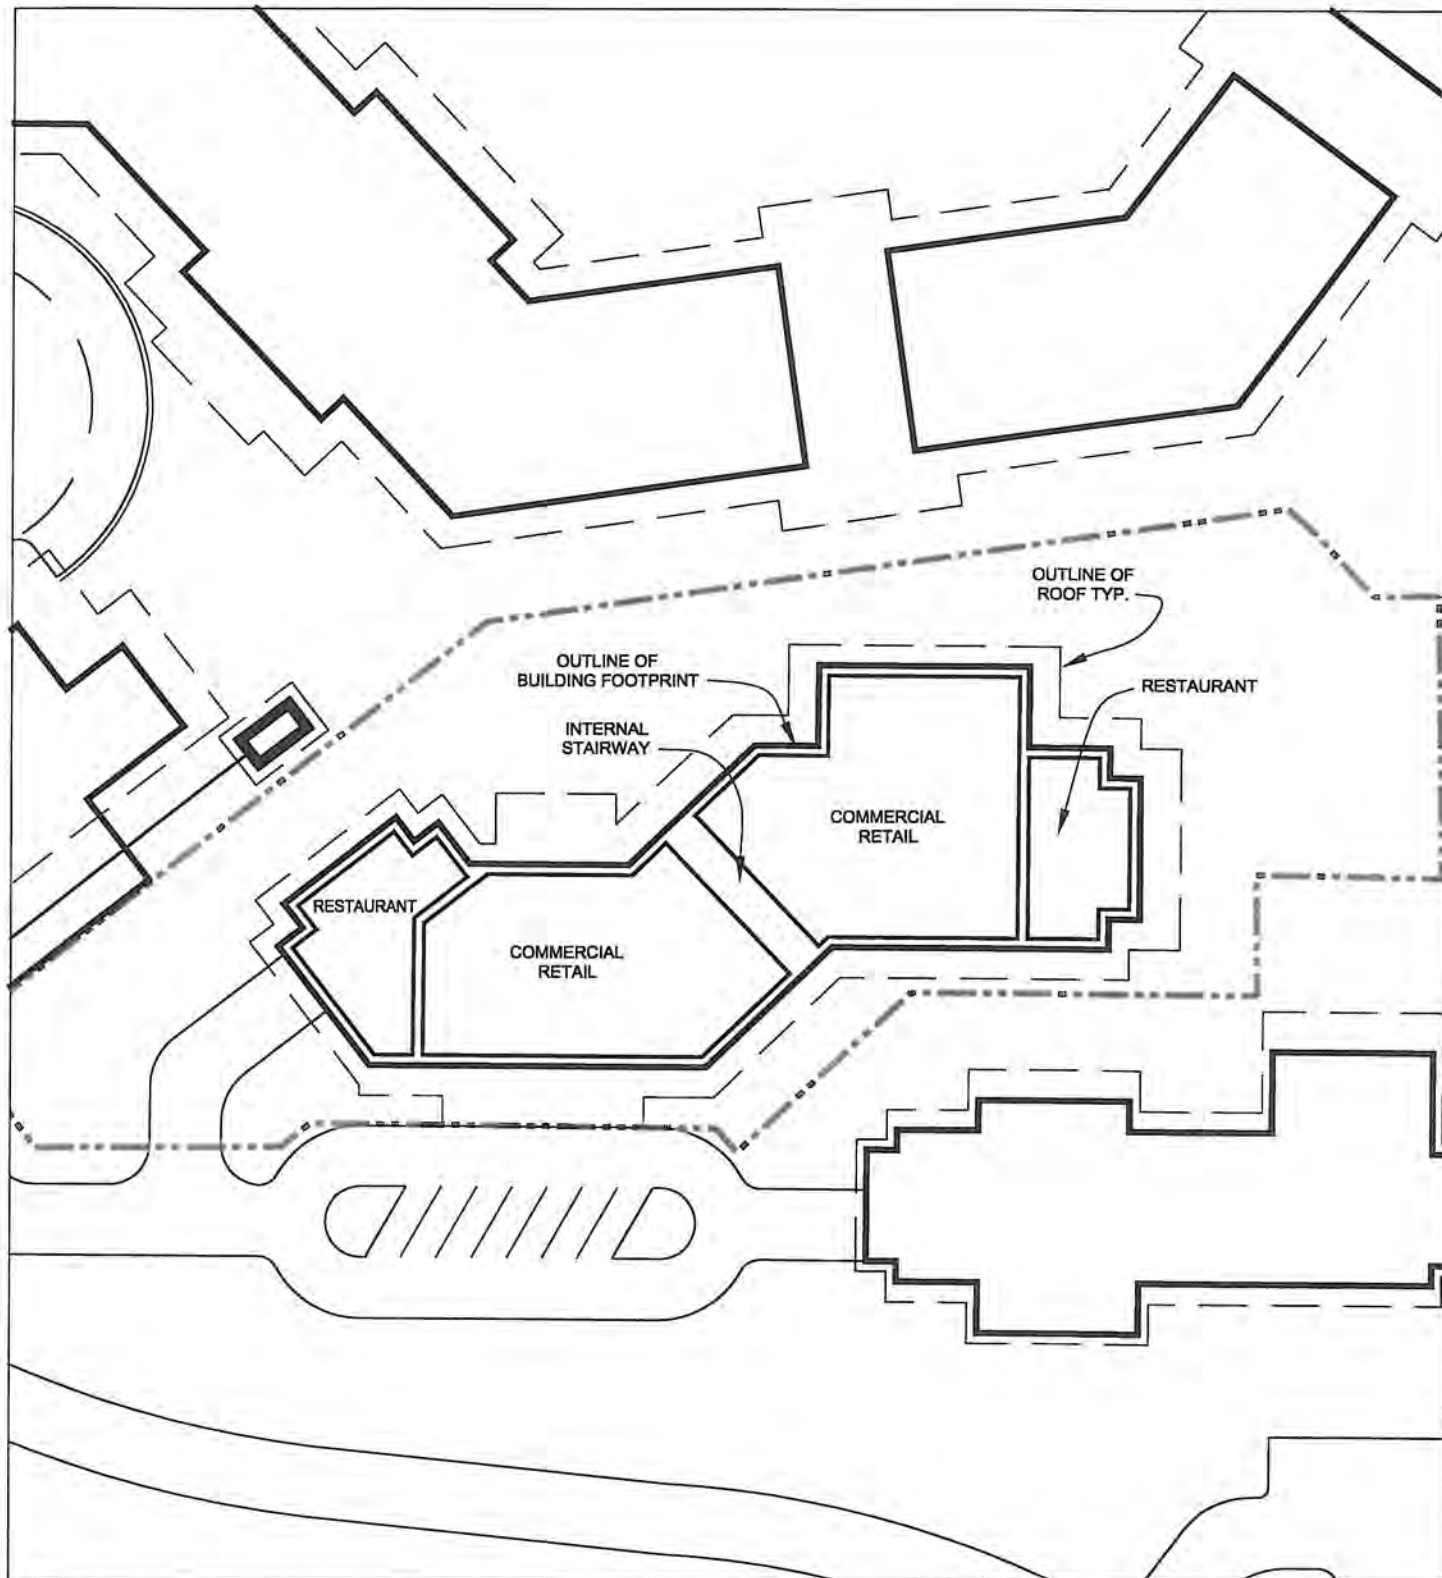 OUTLINE OF
ROOF TYP.
OUTLINE OF
BUILDING FOOTPRINT
RESTAURANT
INTERNAL
STAIRWAY
COMMERCIAL
RETAIL
RESTAURANT
COMMERCIAL
RETAIL